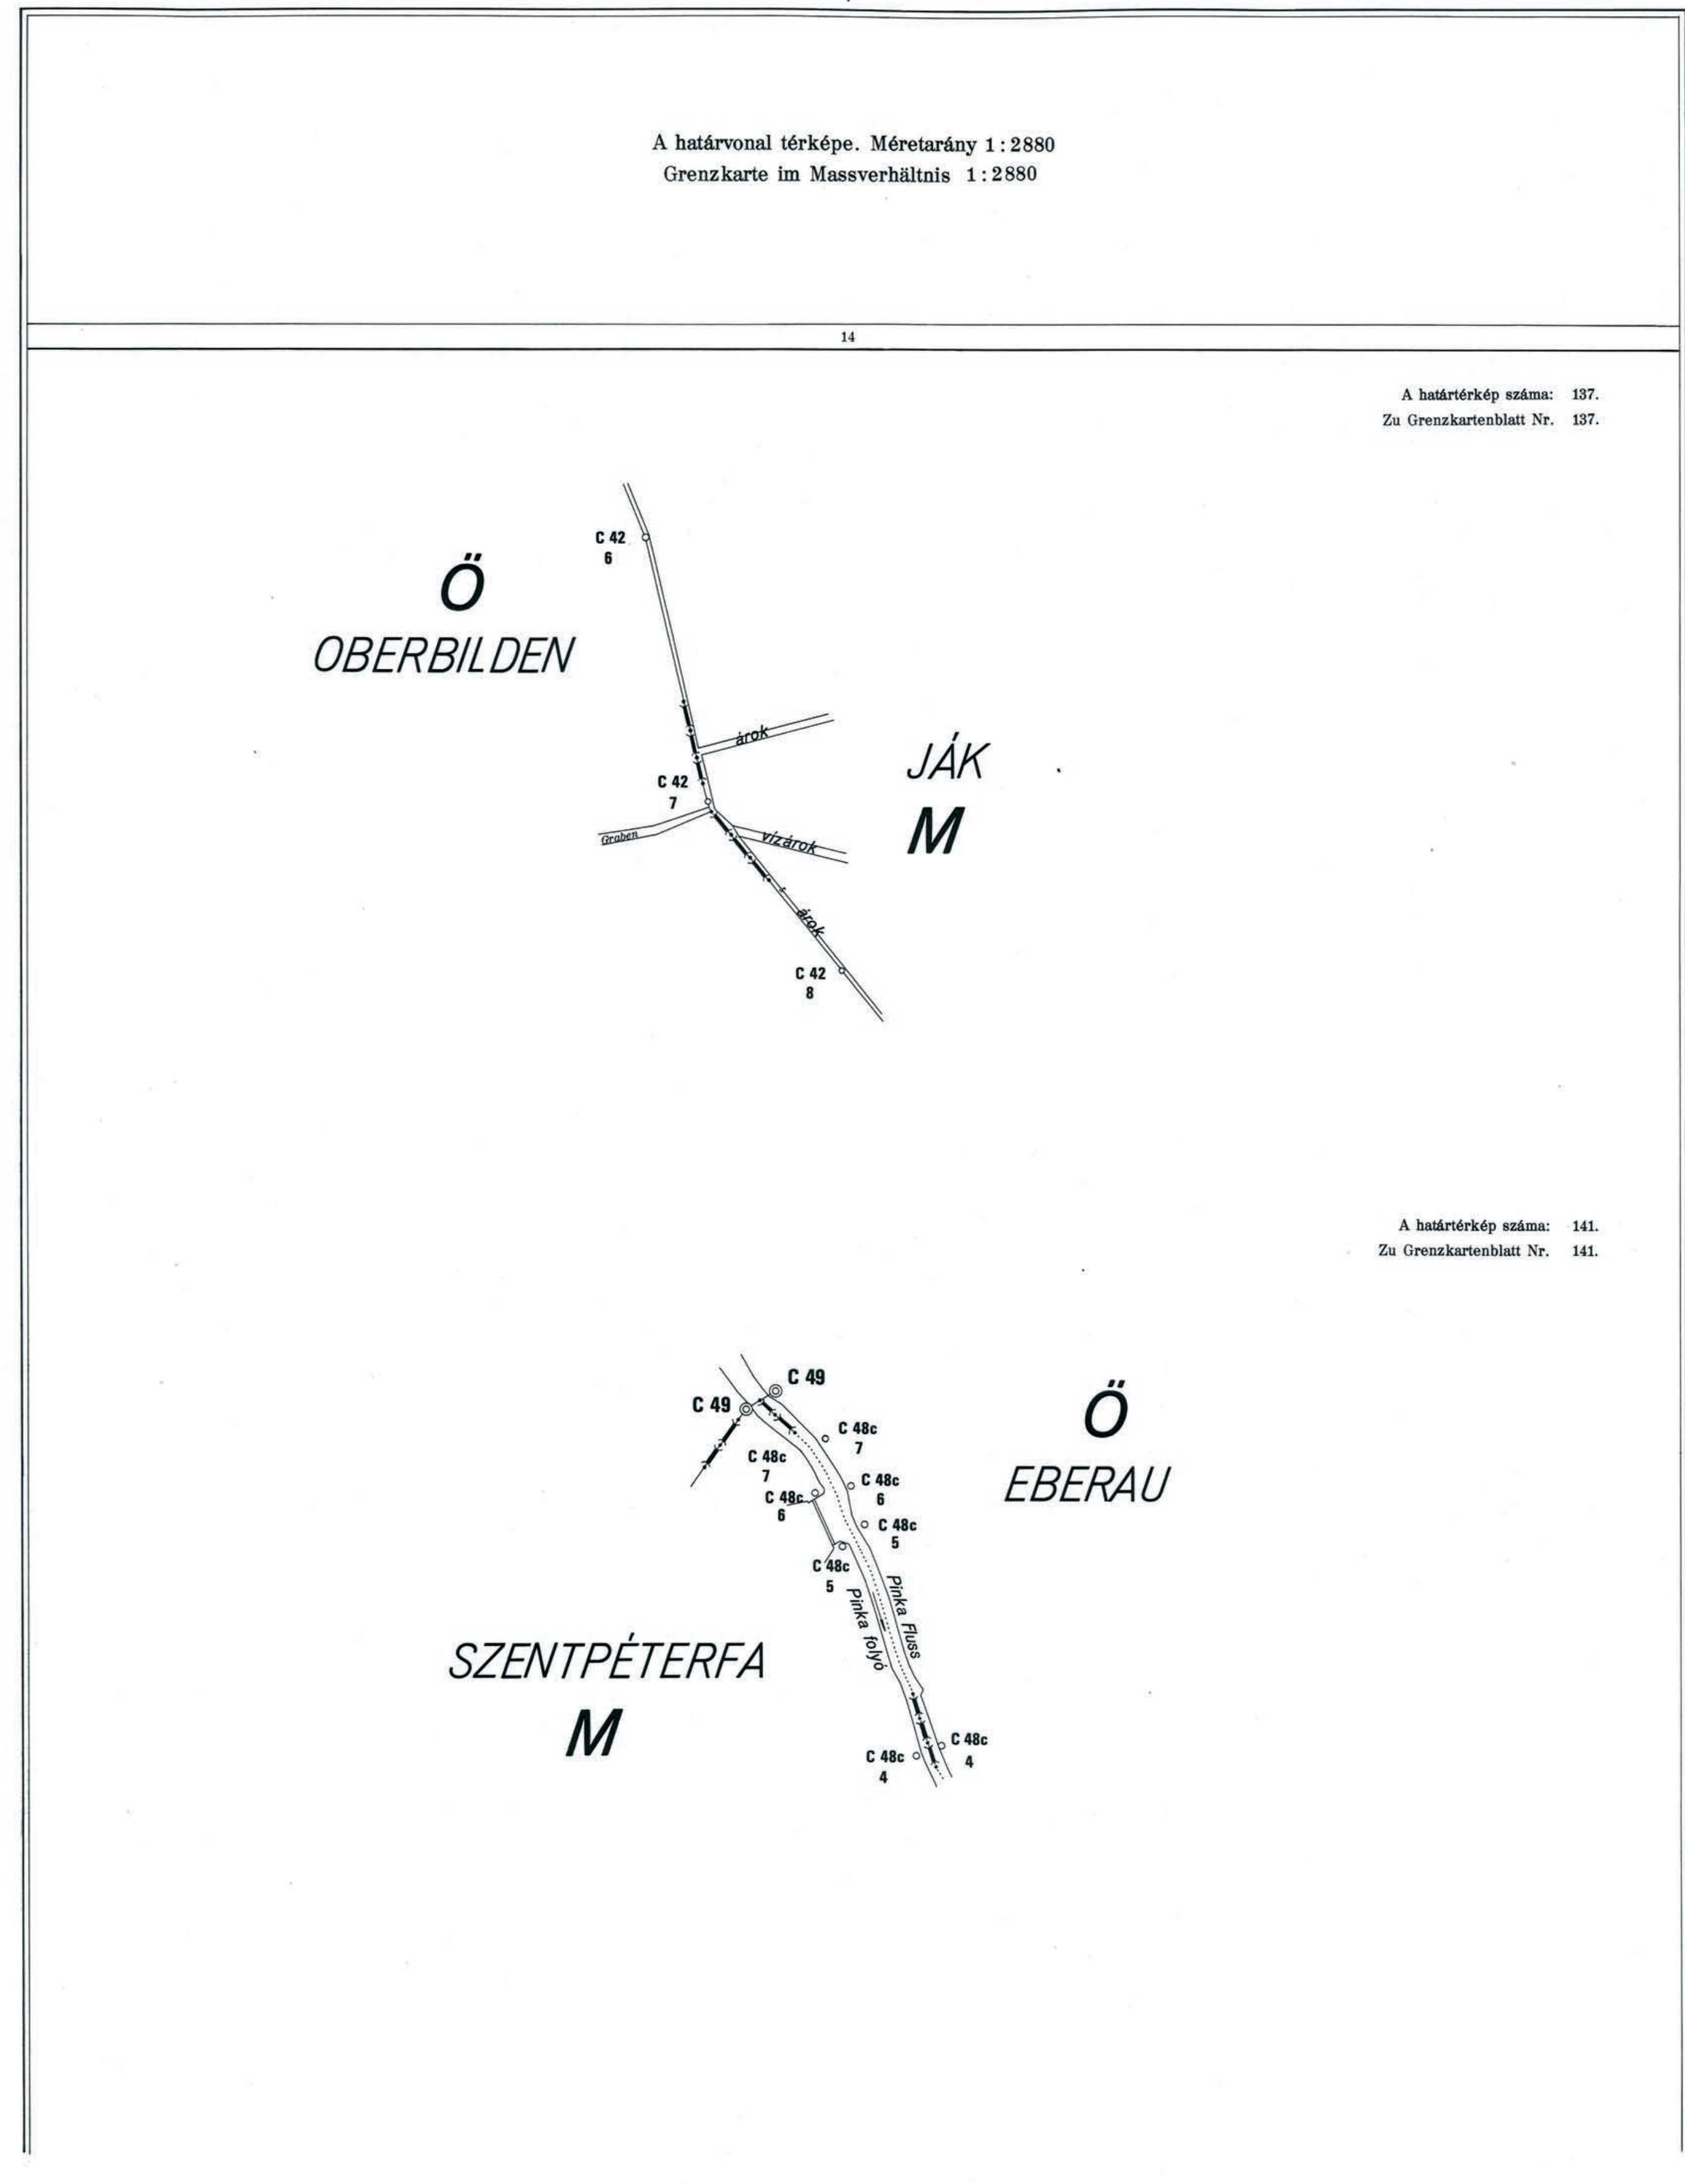 A határvonal térképe. Méretarány 1:2880
Grenzkarte im Massverhältnis 1:2880
14
A határtérkép száma: 137.
Zu Grenzkartenblatt Nr. 137.
C 42
6
Ö
OBERBILDEN
árok
JÁK
C 42
7
M
Graben
vízárok
árok
C 42
8
A határtérkép száma: 141.
Zu Grenzkartenblatt Nr. 141.
C 49
C 49
Ö
C 48c
7
C 48c
7
EBERAU
C 48c
6
C 48c
6
C 48c
5
C 48c
5
Pinka Fluss
Pinka folyó
SZENTPÉTERFA
M
C 48c
4
C 48c
4